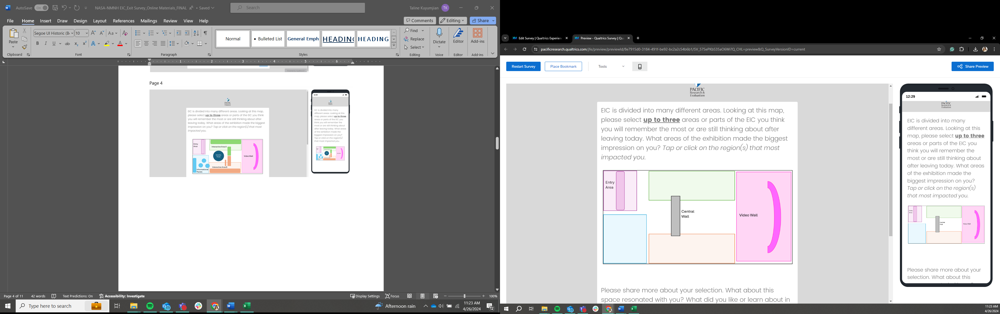 AutoSave On
NASA-NMNH EIC_Exit Survey_Online Materials_FINAL
• Saved
Search
Taline Kuyumjian TK
File Home Insert Draw Design Layout References Mailings Review View Help
Comments Editing Share
Paste
Clipboard
Segoe UI Historic (B 10
Font
Paragraph
Normal
• Bulleted List
General Emph
HEADING
HEADING
Styles
Find
Replace
Select
Editing
Dictate
Voice
Editor
Editor
Add-ins
Add-ins
1 2 3 4 5 6
Page 4
EIC is divided into many different areas. Looking at this map,
please select up to three areas or parts of the EIC you think
you will remember the most or are still thinking about after
leaving today. What areas of the exhibition made the biggest
impression on you? Tap or click on the region(s) that most
impacted you.
Entry
Area
Interactive Area A
Video Wall
Informational
Panels
Interactive Area B
12:26
EIC is divided into many
different areas. Looking at this
map, please select up to three
areas or parts of the EIC you
think you will remember the
most or are still thinking about
after leaving today. What areas
of the exhibition made the
biggest impression on you?
Tap or click on the region(s)
that most impacted you.
Page 4 of 11
42 words
Text Predictions: On
Accessibility: Investigate
Display Settings
Focus
100%
Type here to search
Afternoon rain
11:23 AM
4/26/2024
12
Edit Survey | Qualtrics Experien
Preview - Qualtrics Survey | Qua
pacificresearch.qualtrics.com/jfe/preview/previewId/8e7915d0-3184-491f-be92-bc2a2c54b6b1/SV_57SePKbS35aO6Wi?Q_CHL=preview&Q_SurveyVersionID=current
Restart Survey
Place Bookmark
Tools
Share Preview
PACIFIC
Research &
Evaluation
EIC is divided into many different areas. Looking at this map,
please select up to three areas or parts of the EIC you think
you will remember the most or are still thinking about after
leaving today. What areas of the exhibition made the biggest
impression on you? Tap or click on the region(s) that most
impacted you.
Entry
Area
Central
Wall
Video Wall
Please share more about your selection. What about this
space resonated with you? What did you like or learn about in
12:29
PACIFIC
Research &
Evaluation
EIC is divided into many
different areas. Looking at this
map, please select up to three
areas or parts of the EIC you
think you will remember the
most or are still thinking about
after leaving today. What areas
of the exhibition made the
biggest impression on you?
Tap or click on the region(s)
that most impacted you.
Entry
Area
Central
Wall
Video Wall
Please share more about your
selection. What about this
11:23 AM
4/26/2024